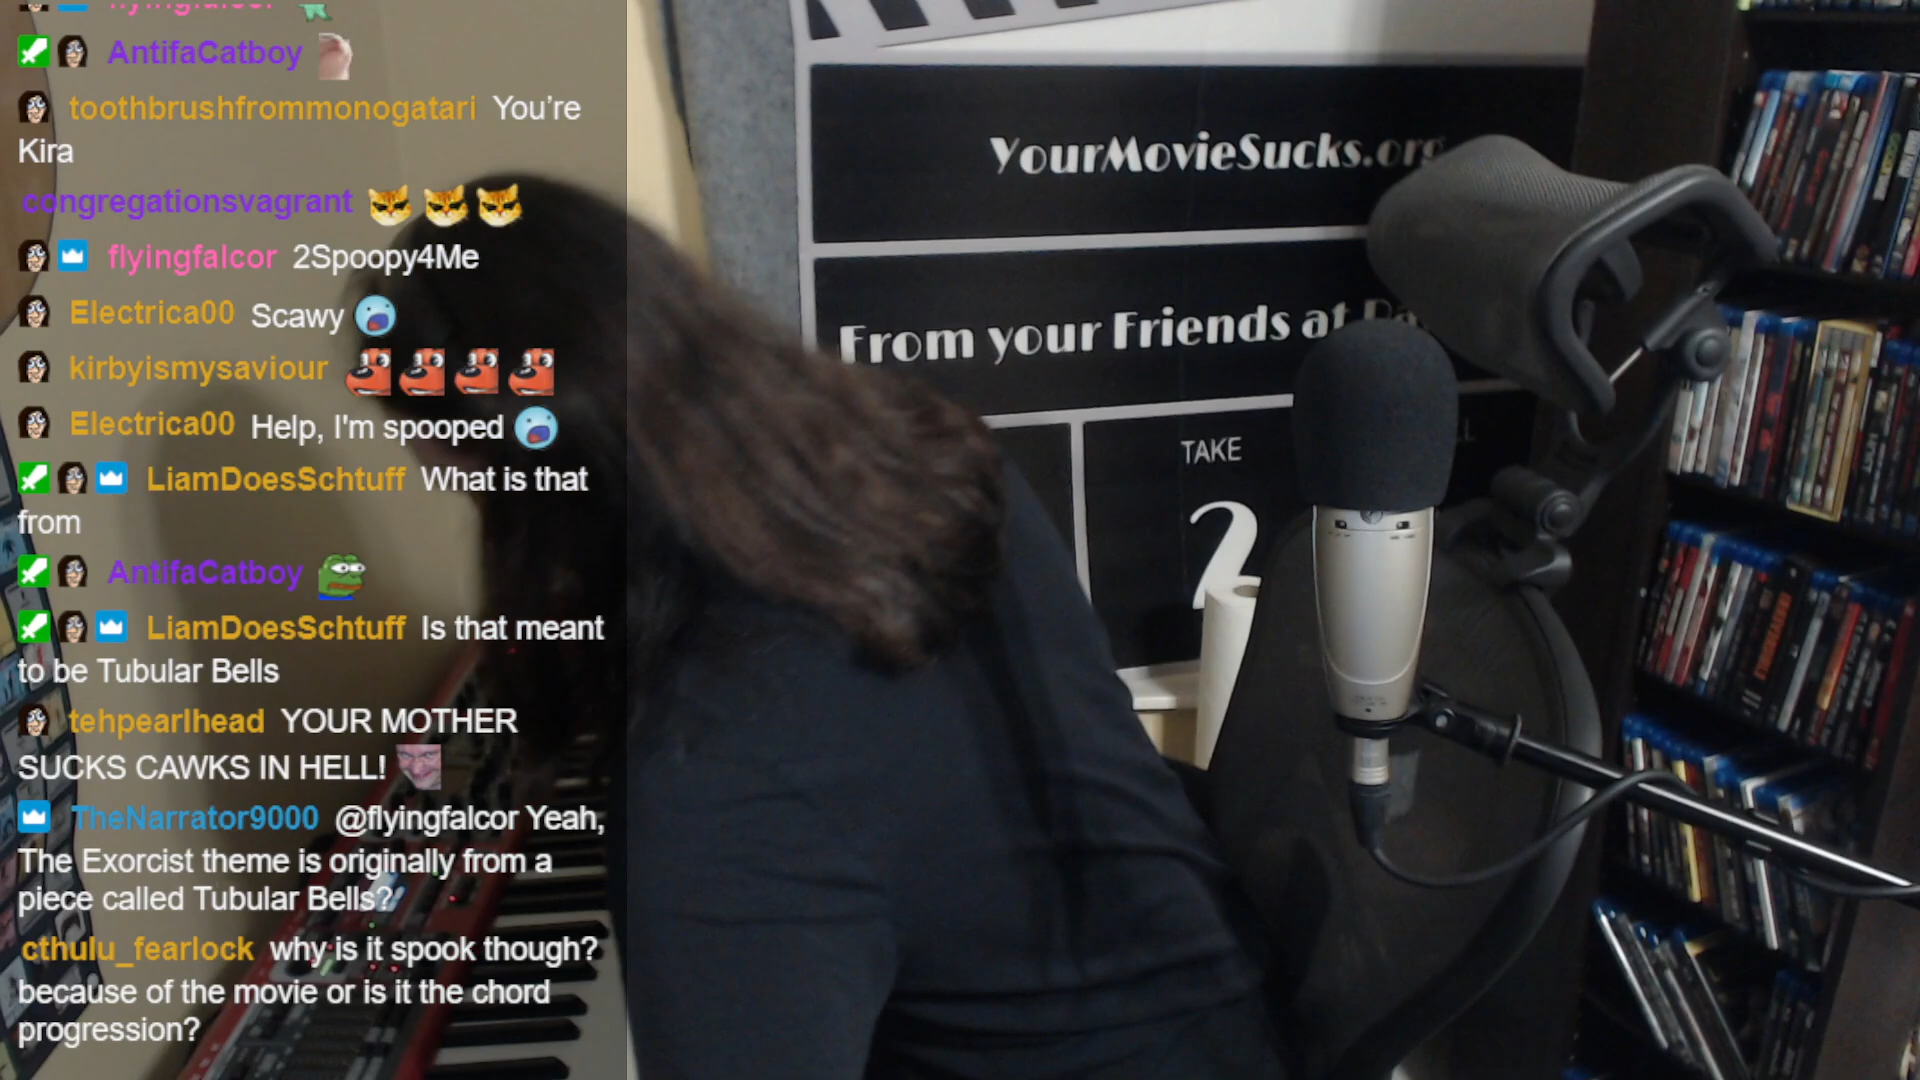 AntifaCatboy
toothbrushfrommonogatari You’re
Kira
congregationsvagrant
flyingfalcor 2Spoopy4Me
Electrica00 Scawy
kirbyismysaviour
Electrica00 Help, I'm spooped
LiamDoesSchtuff What is that
from
AntifaCatboy
LiamDoesSchtuff Is that meant
to be Tubular Bells
tehpearlhead YOUR MOTHER
SUCKS CAWKS IN HELL!
TheNarrator9000 @flyingfalcor Yeah,
The Exorcist theme is originally from a
piece called Tubular Bells?
cthulu_fearlock why is it spook though?
because of the movie or is it the chord
progression?
YourMovieSucks.org
From your Friends at
TAKE
2